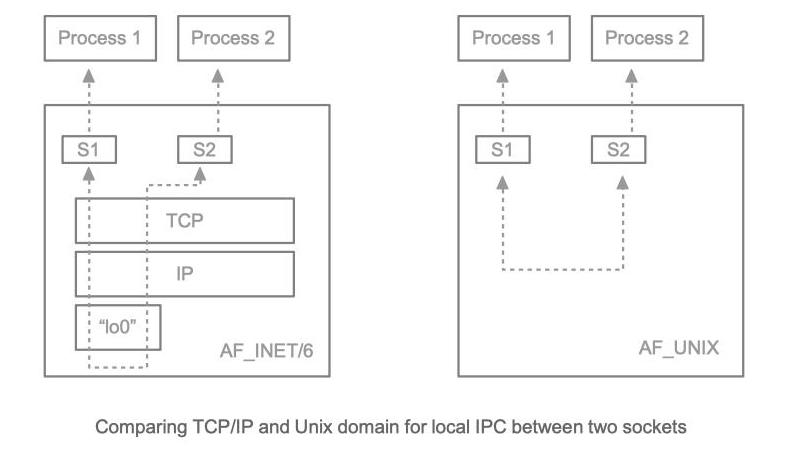 Process 1
Process 2
S1
S2
TCP
IP
“lo0”
AF_INET/6
Process 1
Process 2
S1
S2
AF_UNIX
Comparing TCP/IP and Unix domain for local IPC between two sockets